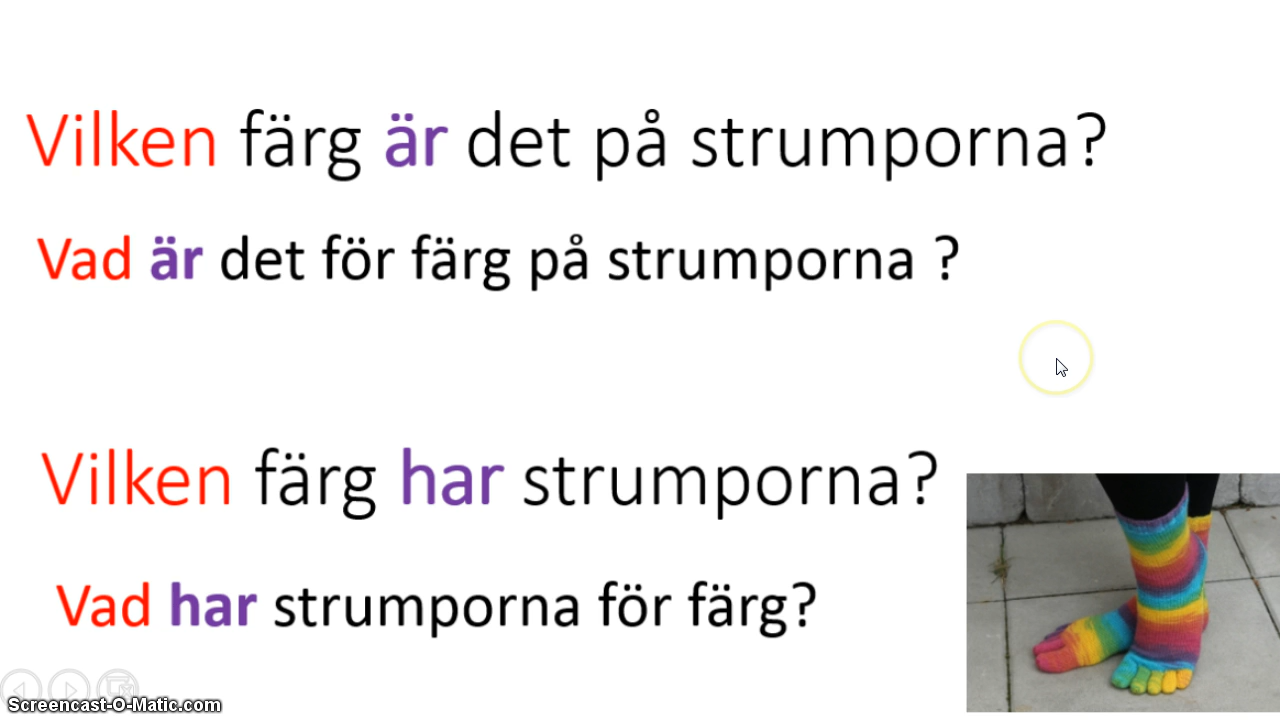 Vilken färg är det på strumporna?
Vad är det för färg på strumporna ?
Vilken färg har strumporna?
Vad har strumporna för färg?
Screencast-O-Matic.com